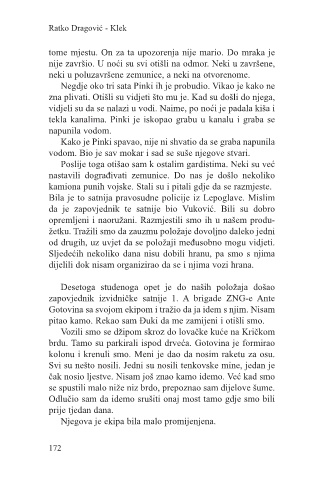 Ratko Dragović - Klek
tome mjestu. On za ta upozorenja nije mario. Do mraka je
nije završio. U noći su svi otišli na odmor. Neki u završene,
neki u poluzavršene zemunice, a neki na otvorenome.
Negdje oko tri sata Pinki ih je probudio. Vikao je kako ne
zna plivati. Otišli su vidjeti što mu je. Kad su došli do njega,
vidjeli su da se nalazi u vodi. Naime, po noći je padala kiša i
tekla kanalima. Pinki je iskopao grabu u kanalu i graba se
napunila vodom.
Kako je Pinki spavao, nije ni shvatio da se graba napunila
vodom. Bio je sav mokar i sad se suše njegove stvari.
Poslije toga otišao sam k ostalim gardistima. Neki su već
nastavili dograđivati zemunice. Do nas je došlo nekoliko
kamiona punih vojske. Stali su i pitali gdje da se razmjeste.
Bila je to satnija pravosudne policije iz Lepoglave. Mislim
da je zapovjednik te satnije bio Vuković. Bili su dobro
opremljeni i naoružani. Razmjestili smo ih u našem produ-
žetku. Tražili smo da zauzmu položaje dovoljno daleko jedni
od drugih, uz uvjet da se položaji međusobno mogu vidjeti.
Sljedećih nekoliko dana nisu dobili hranu, pa smo s njima
dijelili dok nisam organizirao da se i njima vozi hrana.
Desetoga studenoga opet je do naših položaja došao
zapovjednik izvidničke satnije 1. A brigade ZNG-e Ante
Gotovina sa svojom ekipom i tražio da ja idem s njim. Nisam
pitao kamo. Rekao sam Đuki da me zamijeni i otišli smo.
Vozili smo se džipom skroz do lovačke kuće na Kričkom
brdu. Tamo su parkirali ispod drveća. Gotovina je formirao
kolonu i krenuli smo. Meni je dao da nosim raketu za osu.
Svi su nešto nosili. Jedni su nosili tenkovske mine, jedan je
čak nosio ljestve. Nisam još znao kamo idemo. Već kad smo
se spustili malo niže niz brdo, prepoznao sam dijelove šume.
Odlučio sam da idemo srušiti onaj most tamo gdje smo bili
prije tjedan dana.
Njegova je ekipa bila malo promijenjena.
172